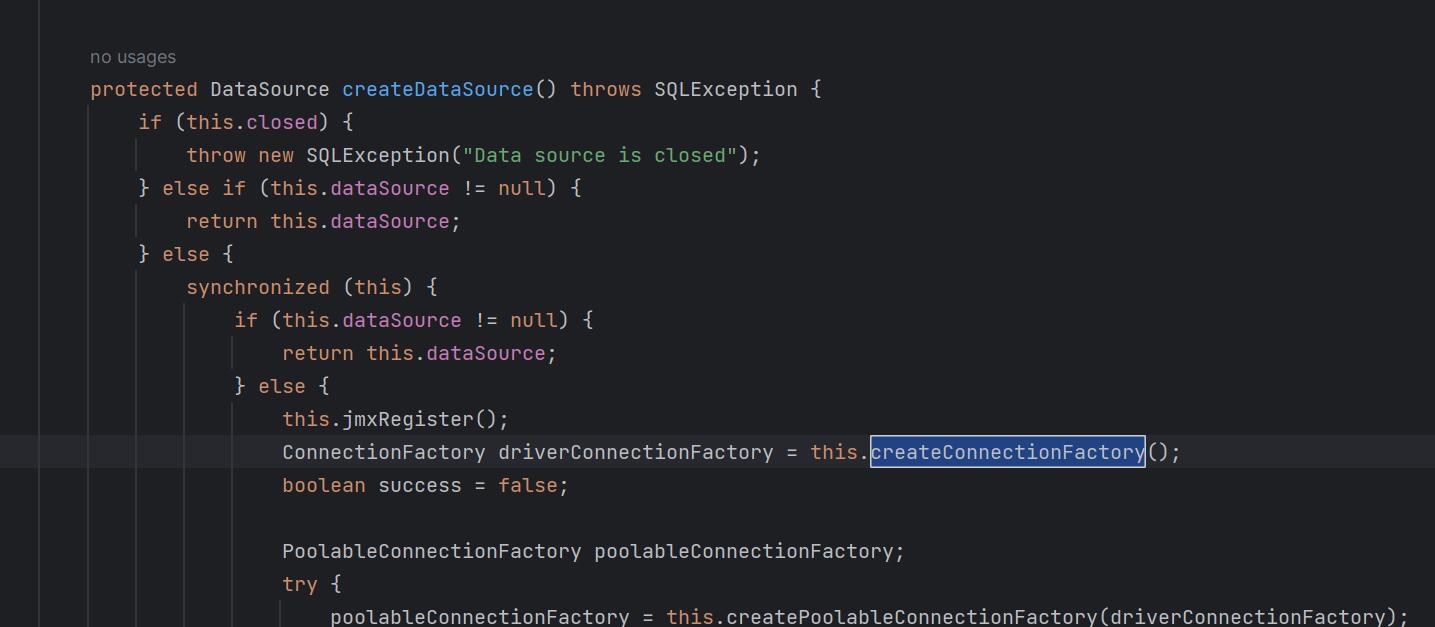 no usages
protected DataSource createDataSource() throws SQLException {
if (this.closed) {
throw new SQLException("Data source is closed");
} else if (this.dataSource != null) {
return this.dataSource;
} else {
synchronized (this) {
if (this.dataSource != null) {
return this.dataSource;
} else {
this.jmxRegister();
ConnectionFactory driverConnectionFactory = this.createConnectionFactory();
boolean success = false;
PoolableConnectionFactory poolableConnectionFactory;
try {
poolableConnectionFactory = this.createPoolableConnectionFactory(driverConnectionFactory);